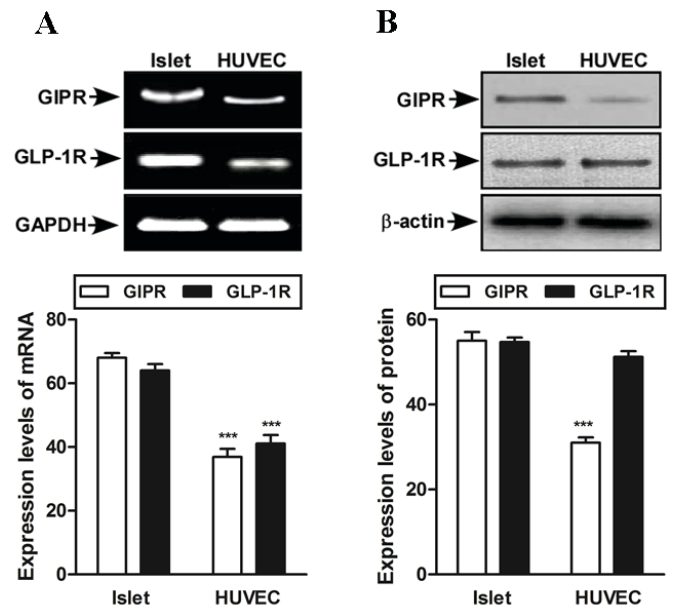 A
Islet HUVEC
GIPR
GLP-1R
GAPDH
GIPR GLP-1R
Expression levels of mRNA
80
60
40
20
0
***
***
Islet HUVEC
B
Islet HUVEC
GIPR
GLP-1R
β-actin
GIPR GLP-1R
Expression levels of protein
60
40
20
0
***
Islet HUVEC